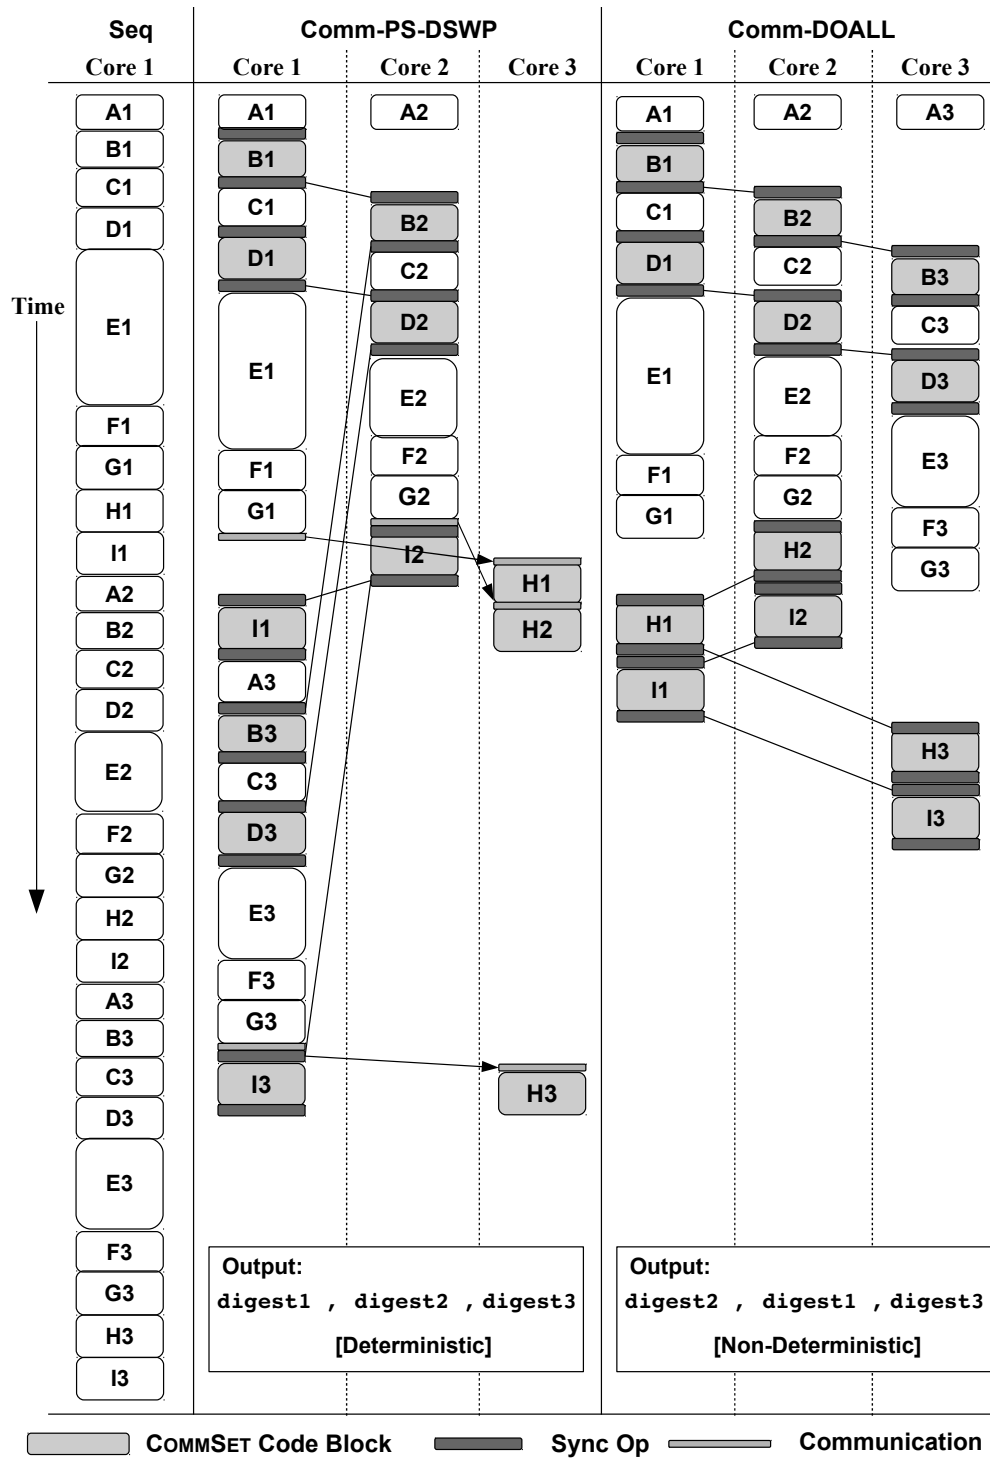 Seq Comm-PS-DSWP Comm-DOALL
Core 1 Core 1 Core 2 Core 3 Core 1 Core 2 Core 3
Time
A1
B1
C1
D1
E1
F1
G1
H1
I1
A2
B2
C2
D2
E2
F2
G2
H2
I2
A3
B3
C3
D3
E3
F3
G3
H3
I3
A1
B1
C1
D1
E1
F1
G1
I1
A3
B3
C3
D3
E3
F3
G3
I3
A2
B2
C2
D2
E2
F2
G2
I2
H1
H2
H3
Output:
digest1 , digest2 , digest3
[Deterministic]
A1
B1
C1
D1
E1
F1
G1
H1
I1
A2
B2
C2
D2
E2
F2
G2
H2
I2
A3
B3
C3
D3
E3
F3
G3
H3
I3
Output:
digest2 , digest1 , digest3
[Non-Deterministic]
COMMSET Code Block Sync Op Communication